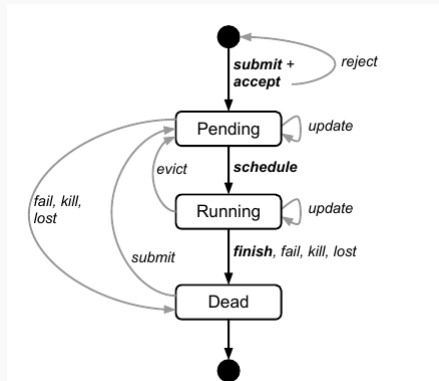 submit +
accept
reject
Pending
update
evict
schedule
fail, kill,
lost
Running
update
submit
finish, fail, kill, lost
Dead